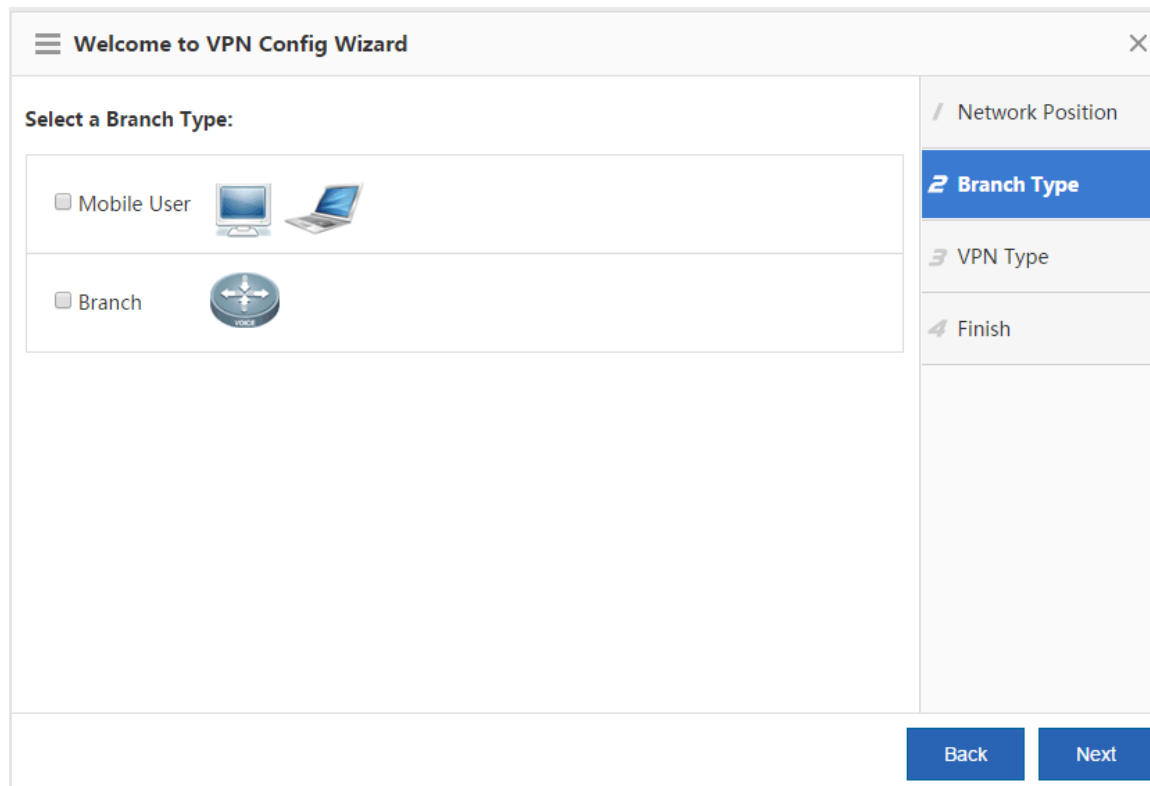 Welcome to VPN Config Wizard
Select a Branch Type:
Mobile User
Branch
VOICE
1 Network Position
2 Branch Type
3 VPN Type
4 Finish
Back
Next